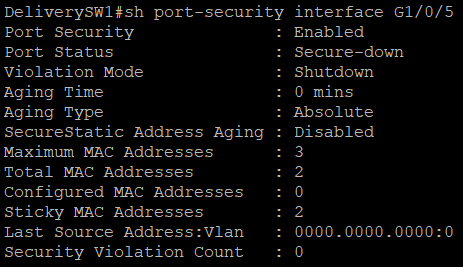 DeliverySW1#sh port-security interface G1/0/5
Port Security              : Enabled
Port Status                : Secure-down
Violation Mode             : Shutdown
Aging Time                 : 0 mins
Aging Type                 : Absolute
SecureStatic Address Aging : Disabled
Maximum MAC Addresses      : 3
Total MAC Addresses        : 2
Configured MAC Addresses   : 0
Sticky MAC Addresses       : 2
Last Source Address:Vlan   : 0000.0000.0000:0
Security Violation Count   : 0